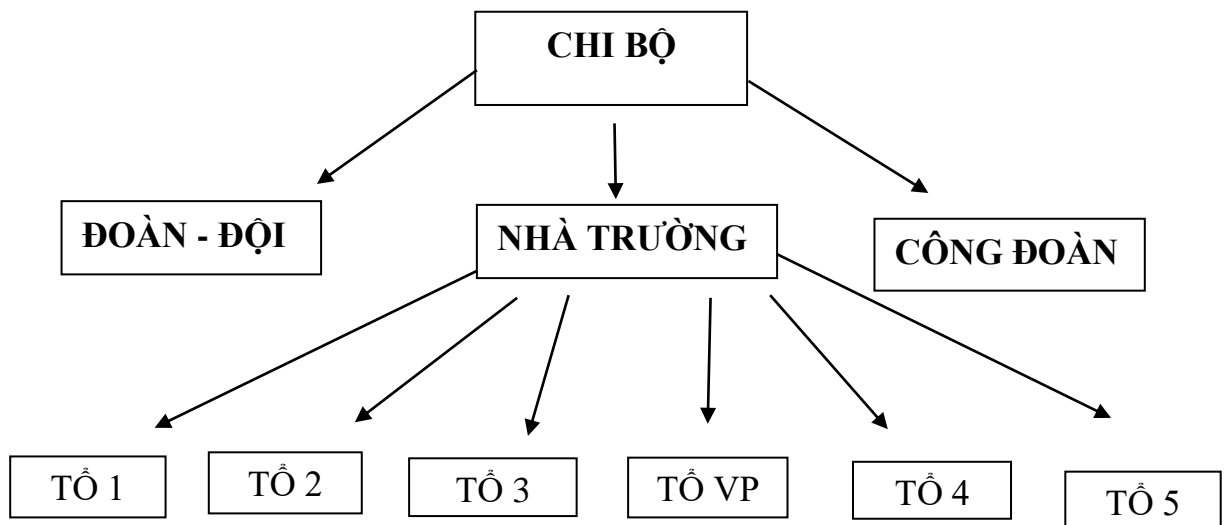 CHI BỘ
ĐOÀN - ĐỘI
NHÀ TRƯỜNG
CÔNG ĐOÀN
TỔ 1
TỔ 2
TỔ 3
TỔ VP
TỔ 4
TỔ 5